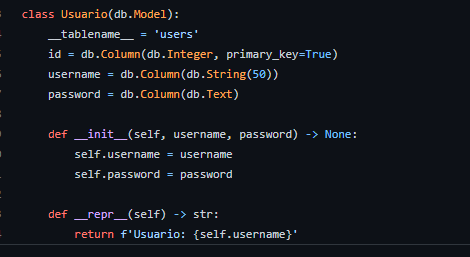 class Usuario(db.Model):
    __tablename__ = 'users'
    id = db.Column(db.Integer, primary_key=True)
    username = db.Column(db.String(50))
    password = db.Column(db.Text)

    def __init__(self, username, password) -> None:
        self.username = username
        self.password = password

    def __repr__(self) -> str:
        return f'Usuario: {self.username}'